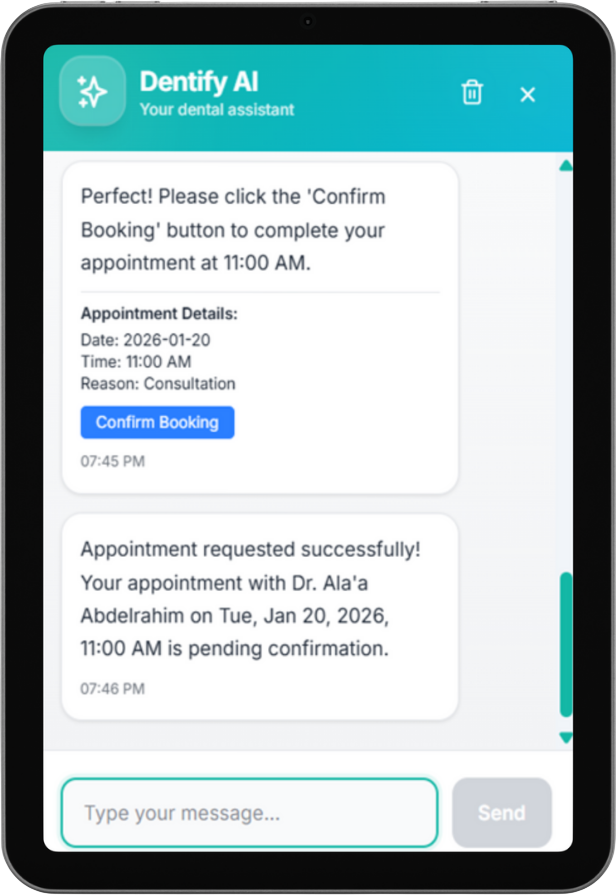 Dentify AI
Your dental assistant
Perfect! Please click the 'Confirm
Booking' button to complete your
appointment at 11:00 AM.
Appointment Details:
Date: 2026-01-20
Time: 11:00 AM
Reason: Consultation
Confirm Booking
07:45 PM
Appointment requested successfully!
Your appointment with Dr. Ala'a
Abdelrahim on Tue, Jan 20, 2026,
11:00 AM is pending confirmation.
07:46 PM
Type your message...
Send